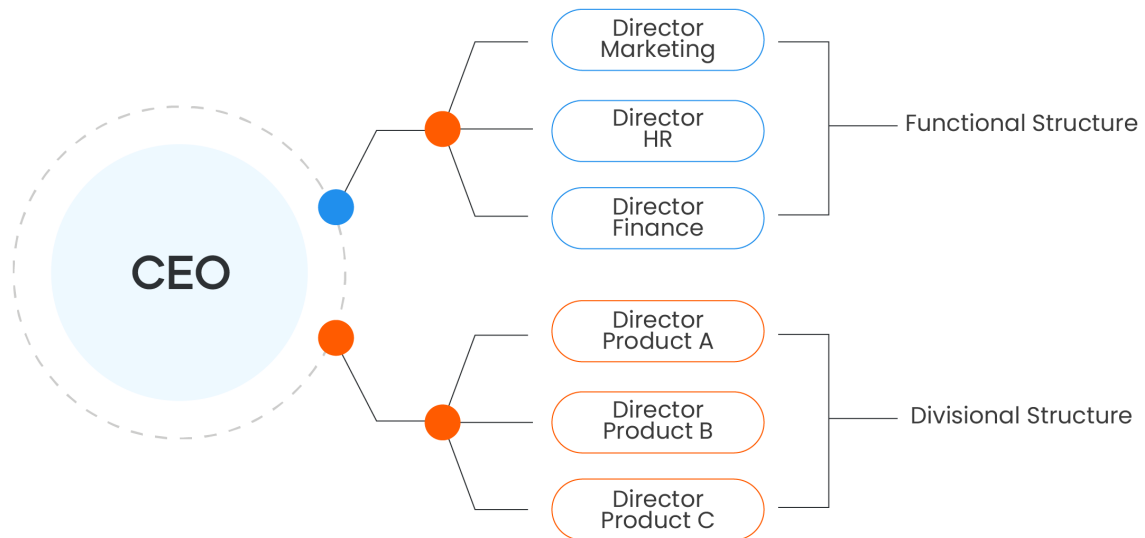 CEO
Director
Marketing
Director
HR
Director
Finance
Functional Structure
Director
Product A
Director
Product B
Director
Product C
Divisional Structure